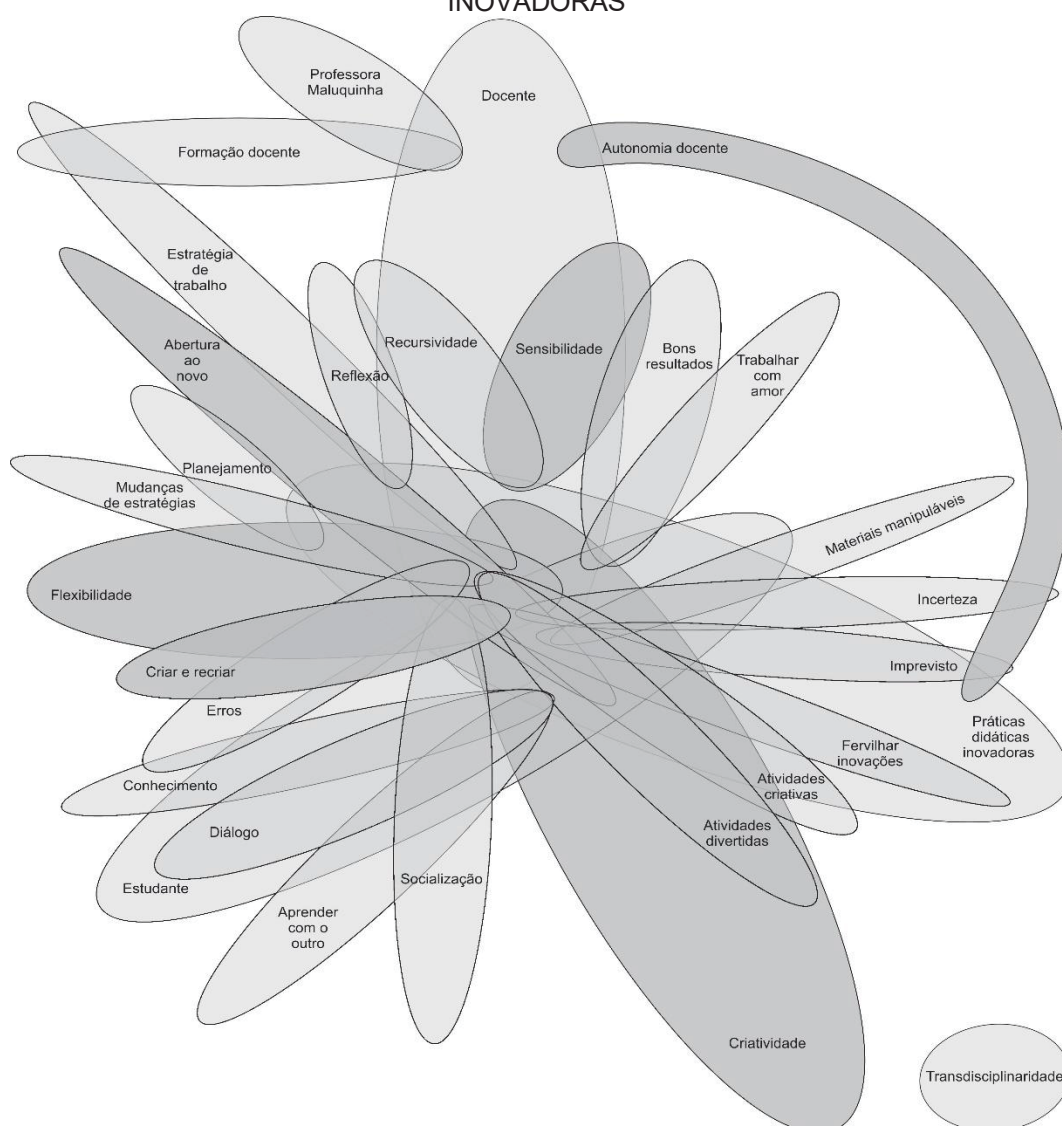 INOVADORAS
Professora
Maluquinha
Docente
Formação docente
Autonomia docente
Estratégia
de
trabalho
Abertura
ao
novo
Reflexão
Recursividade
Sensibilidade
Bons
resultados
Trabalhar
com
amor
Planejamento
Mudanças
de estratégias
Materiais manipuláveis
Flexibilidade
Incerteza
Criar e recriar
Imprevisto
Erros
Práticas
didáticas
inovadoras
Fervilhar
inovações
Conhecimento
Atividades
criativas
Diálogo
Atividades
divertidas
Estudante
Socialização
Aprender
com o
outro
Criatividade
Transdisciplinaridade